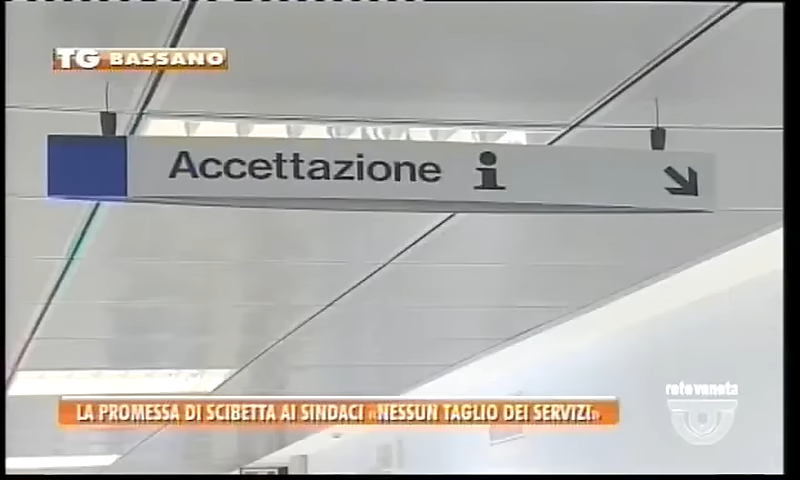 TG BASSANO
Accettazione i
LA PROMESSA DI SCIBETTA AI SINDACI «NESSUN TAGLIO DEI SERVIZI»
reteveneta